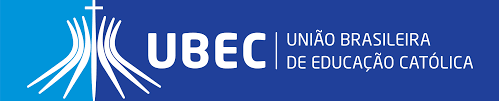 UBEC
UNIÃO BRASILEIRA
DE EDUCAÇÃO CATÓLICA